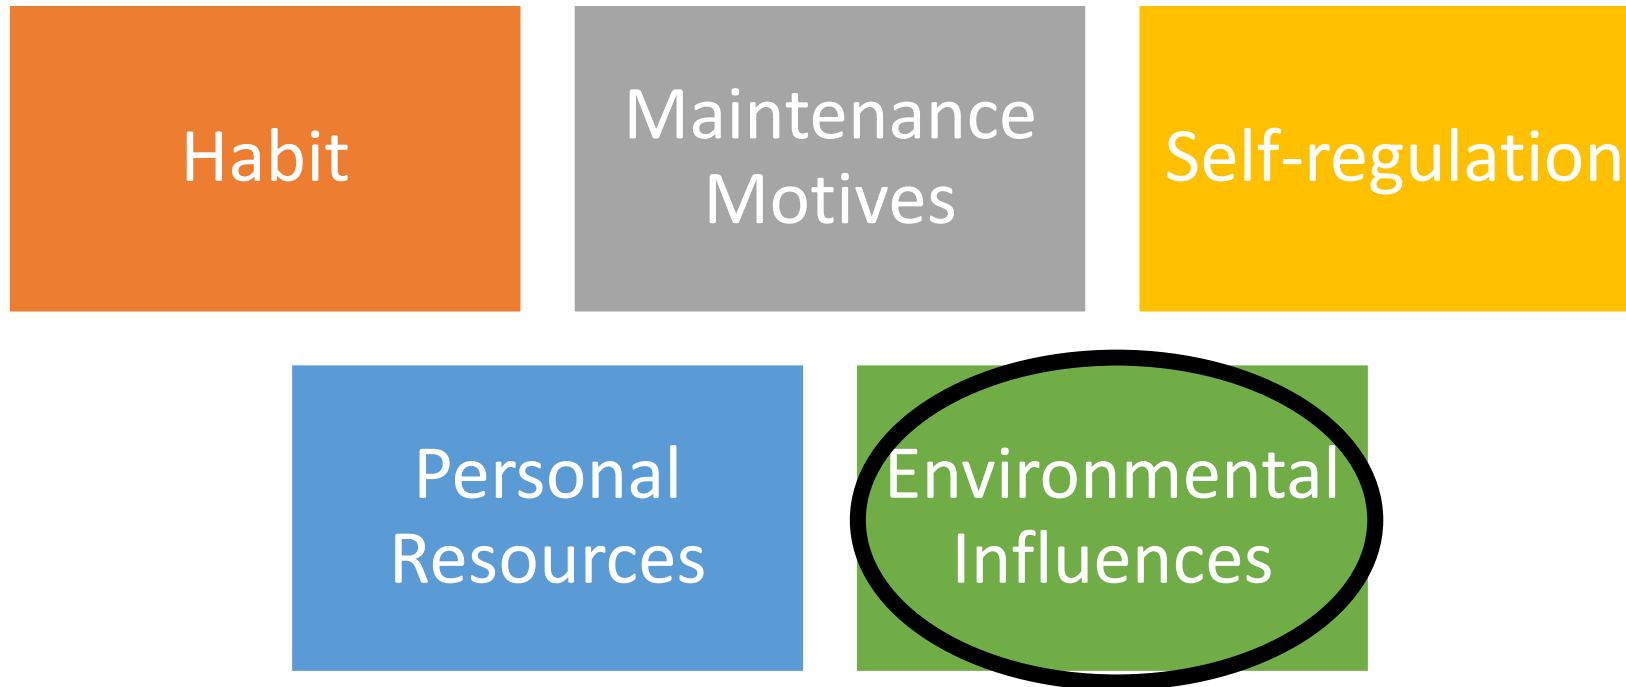 Habit
Maintenance
Motives
Self-regulation
Personal
Resources
Environmental
Influences